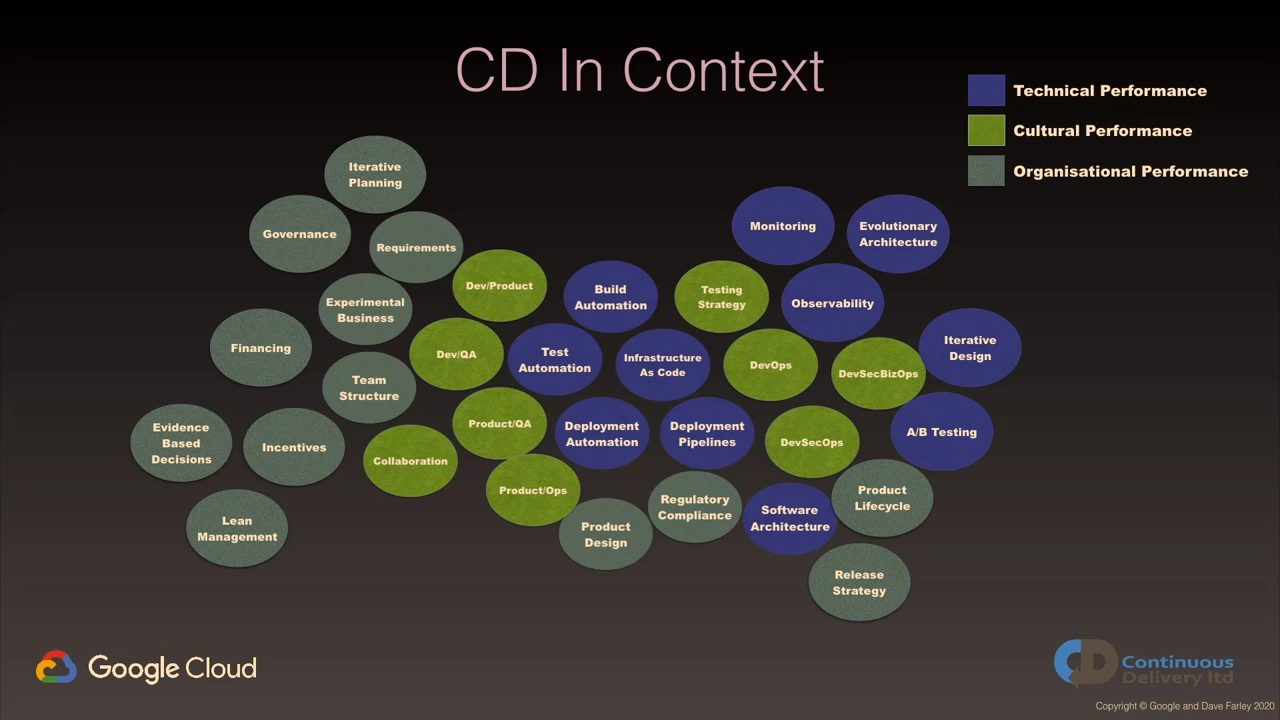 CD In Context
Technical Performance
Cultural Performance
Organisational Performance
Iterative
Planning
Governance
Requirements
Monitoring
Evolutionary
Architecture
Dev/Product
Build
Automation
Testing
Strategy
Observability
Experimental
Business
Financing
Dev/QA
Test
Automation
Infrastructure
As Code
DevOps
DevSecBizOps
Iterative
Design
Team
Structure
Evidence
Based
Decisions
Incentives
Collaboration
Product/QA
Deployment
Automation
Deployment
Pipelines
DevSecOps
A/B Testing
Product/Ops
Lean
Management
Product
Design
Regulatory
Compliance
Software
Architecture
Product
Lifecycle
Release
Strategy
Google Cloud
CD
Continuous
Delivery ltd
Copyright © Google and Dave Farley 2020